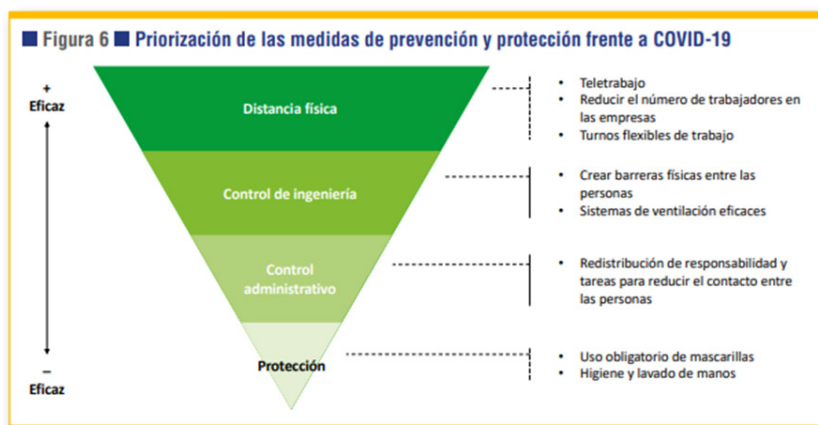 ■ Figura 6 ■ Priorización de las medidas de prevención y protección frente a COVID-19
+
Eficaz
Distancia física
• Teletrabajo
• Reducir el número de trabajadores en
las empresas
• Turnos flexibles de trabajo
Control de ingeniería
• Crear barreras físicas entre las
personas
• Sistemas de ventilación eficaces
Control
administrativo
• Redistribución de responsabilidad y
tareas para reducir el contacto entre
las personas
Protección
• Uso obligatorio de mascarillas
• Higiene y lavado de manos
–
Eficaz